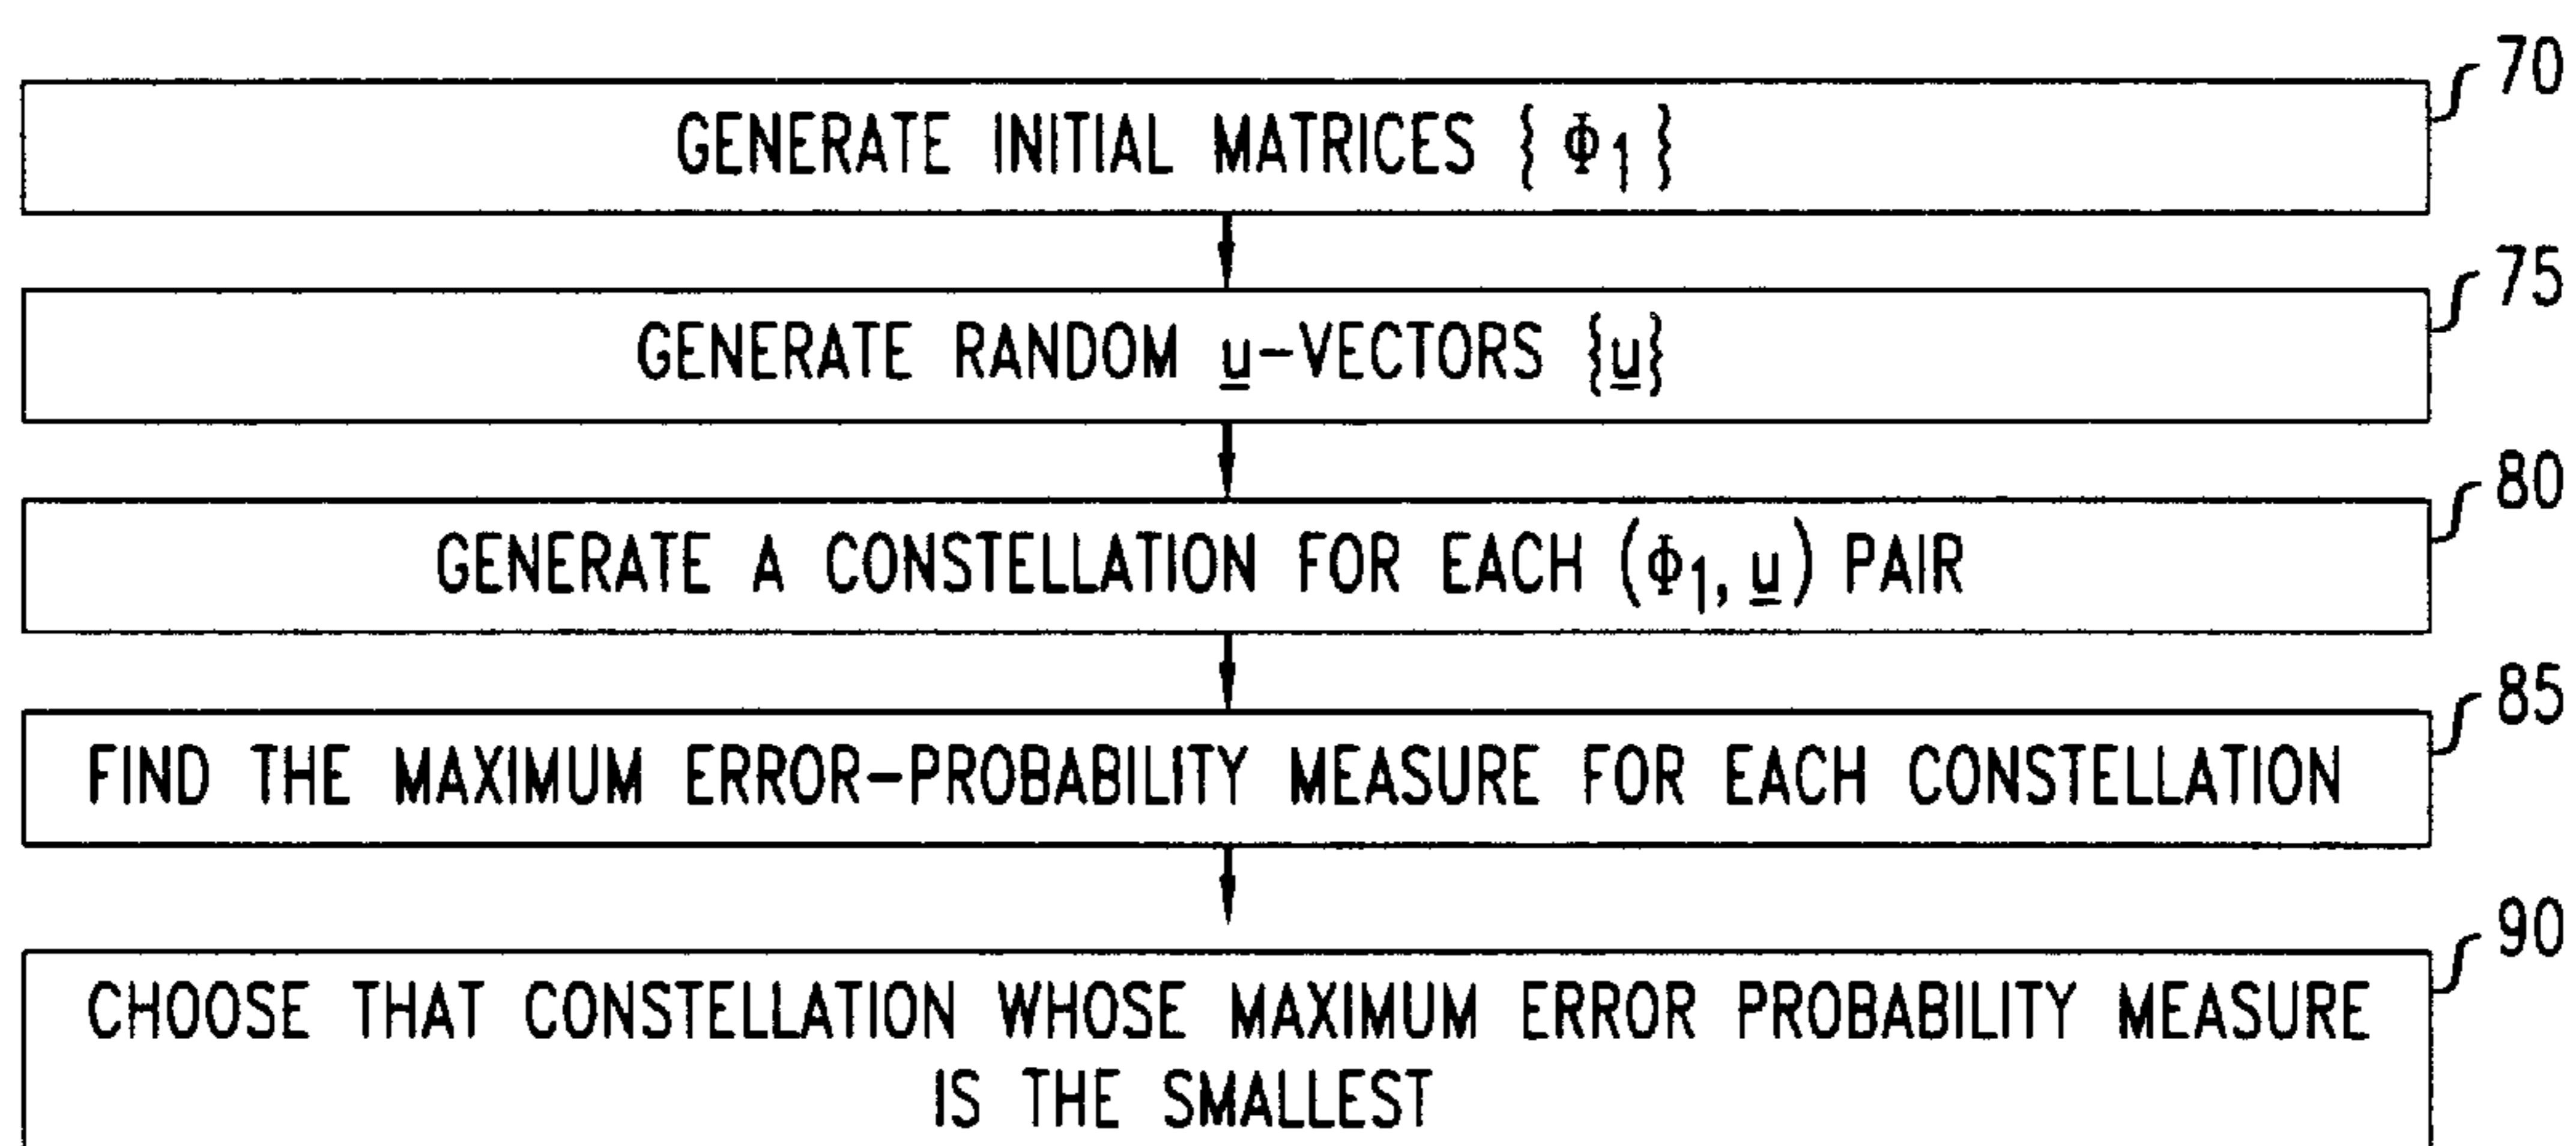 70
GENERATE INITIAL MATRICES { Φ1 }
75
GENERATE RANDOM u-VECTORS {u}
80
GENERATE A CONSTELLATION FOR EACH (Φ1, u) PAIR
85
FIND THE MAXIMUM ERROR-PROBABILITY MEASURE FOR EACH CONSTELLATION
90
CHOOSE THAT CONSTELLATION WHOSE MAXIMUM ERROR PROBABILITY MEASURE
IS THE SMALLEST